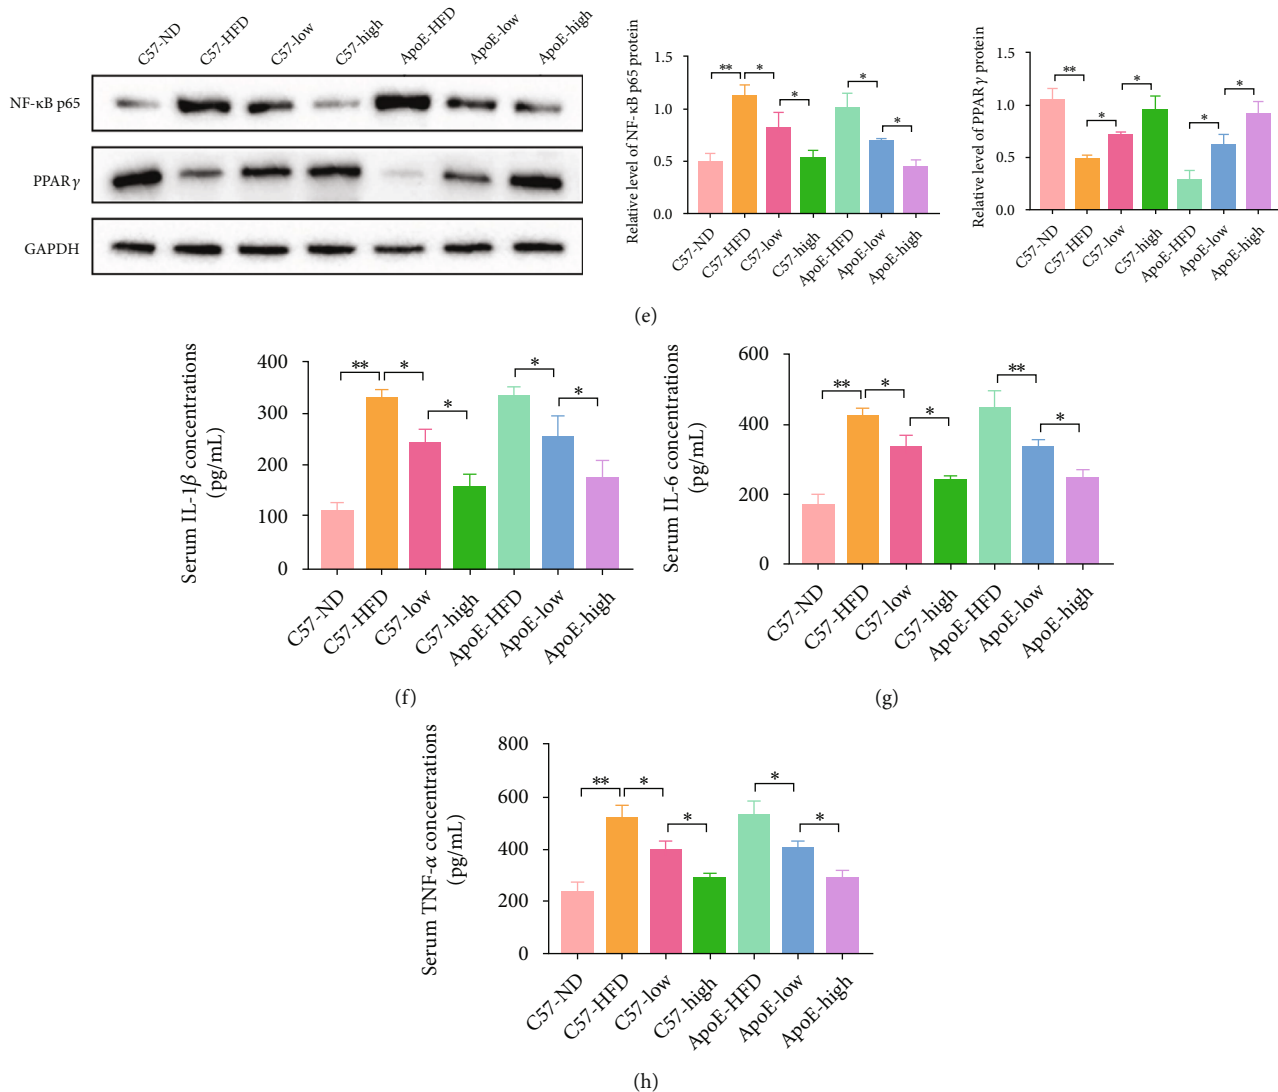 C57-ND C57-HFD C57-low C57-high ApoE-HFD ApoE-low ApoE-high
NF-κB p65
PPARγ
GAPDH
Relative level of NF-κB p65 protein
1.5
1.0
0.5
0.0
** * * * *
C57-ND C57-HFD C57-low C57-high ApoE-HFD ApoE-low ApoE-high
Relative level of PPARγ protein
1.5
1.0
0.5
0.0
** * * * *
C57-ND C57-HFD C57-low C57-high ApoE-HFD ApoE-low ApoE-high
(e)
Serum IL-1β concentrations
(pg/mL)
400
300
200
100
0
** * * * *
C57-ND C57-HFD C57-low C57-high ApoE-HFD ApoE-low ApoE-high
(f)
Serum IL-6 concentrations
(pg/mL)
600
400
200
0
** * * ** *
C57-ND C57-HFD C57-low C57-high ApoE-HFD ApoE-low ApoE-high
(g)
Serum TNF-α concentrations
(pg/mL)
800
600
400
200
0
** * * * *
C57-ND C57-HFD C57-low C57-high ApoE-HFD ApoE-low ApoE-high
(h)